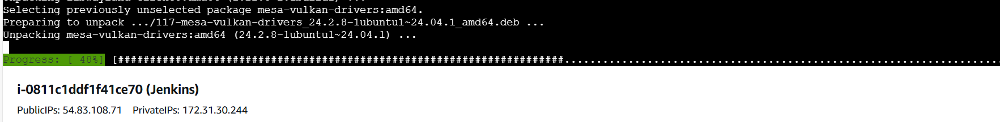 Selecting previously unselected package mesa-vulkan-drivers:amd64.
Preparing to unpack .../117-mesa-vulkan-drivers_24.2.8-1ubuntu1~24.04.1_amd64.deb ...
Unpacking mesa-vulkan-drivers:amd64 (24.2.8-1ubuntu1~24.04.1) ...
Progress: [ 48%] [#######################################################################.....................................................................
i-0811c1ddf1f41ce70 (Jenkins)
PublicIPs: 54.83.108.71 PrivateIPs: 172.31.30.244